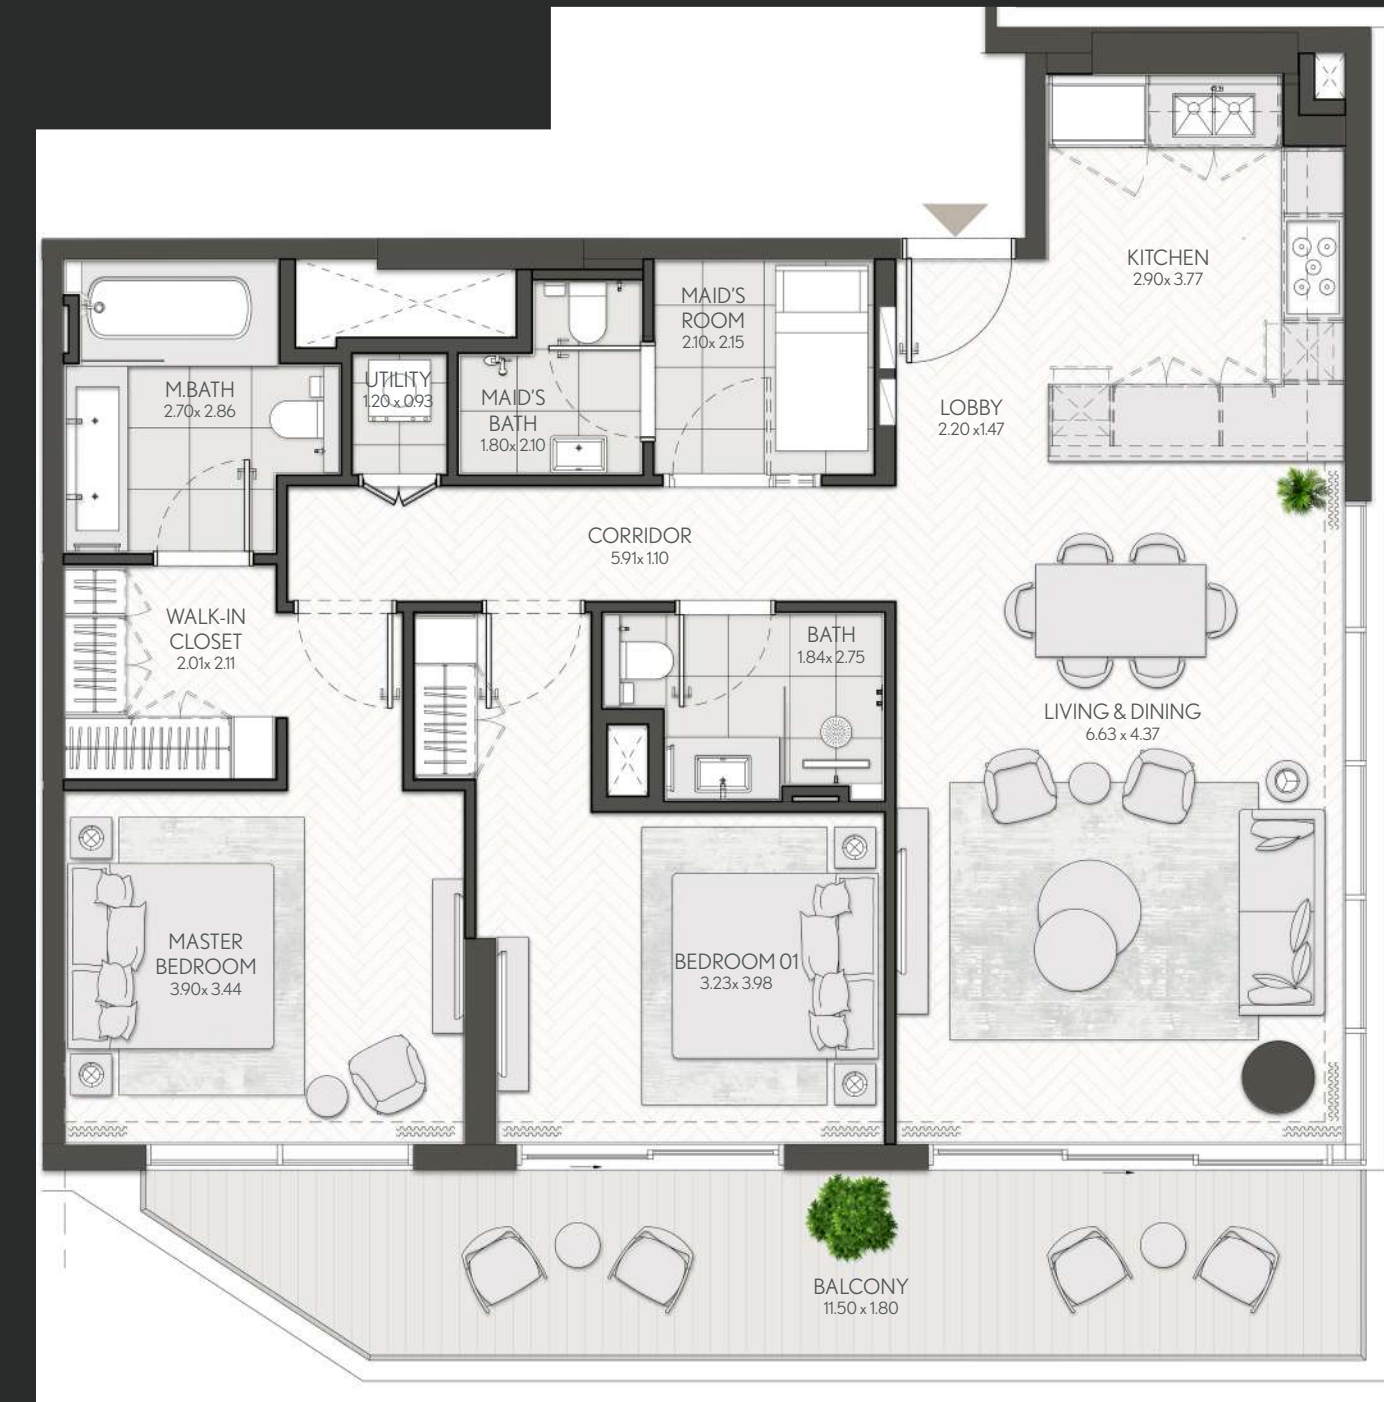 KITCHEN
2.90x 3.77
MAID'S
ROOM
2.10x 2.15
UTILITY
1.20 x 0.93
M.BATH
2.70x 2.86
MAID'S
BATH
1.80x 2.10
LOBBY
2.20 x1.47
CORRIDOR
5.91x 1.10
WALK-IN
CLOSET
2.01x 2.11
BATH
1.84x 2.75
LIVING & DINING
6.63 x 4.37
MASTER
BEDROOM
3.90x 3.44
BEDROOM 01
3.23x 3.98
BALCONY
11.50 x 1.80